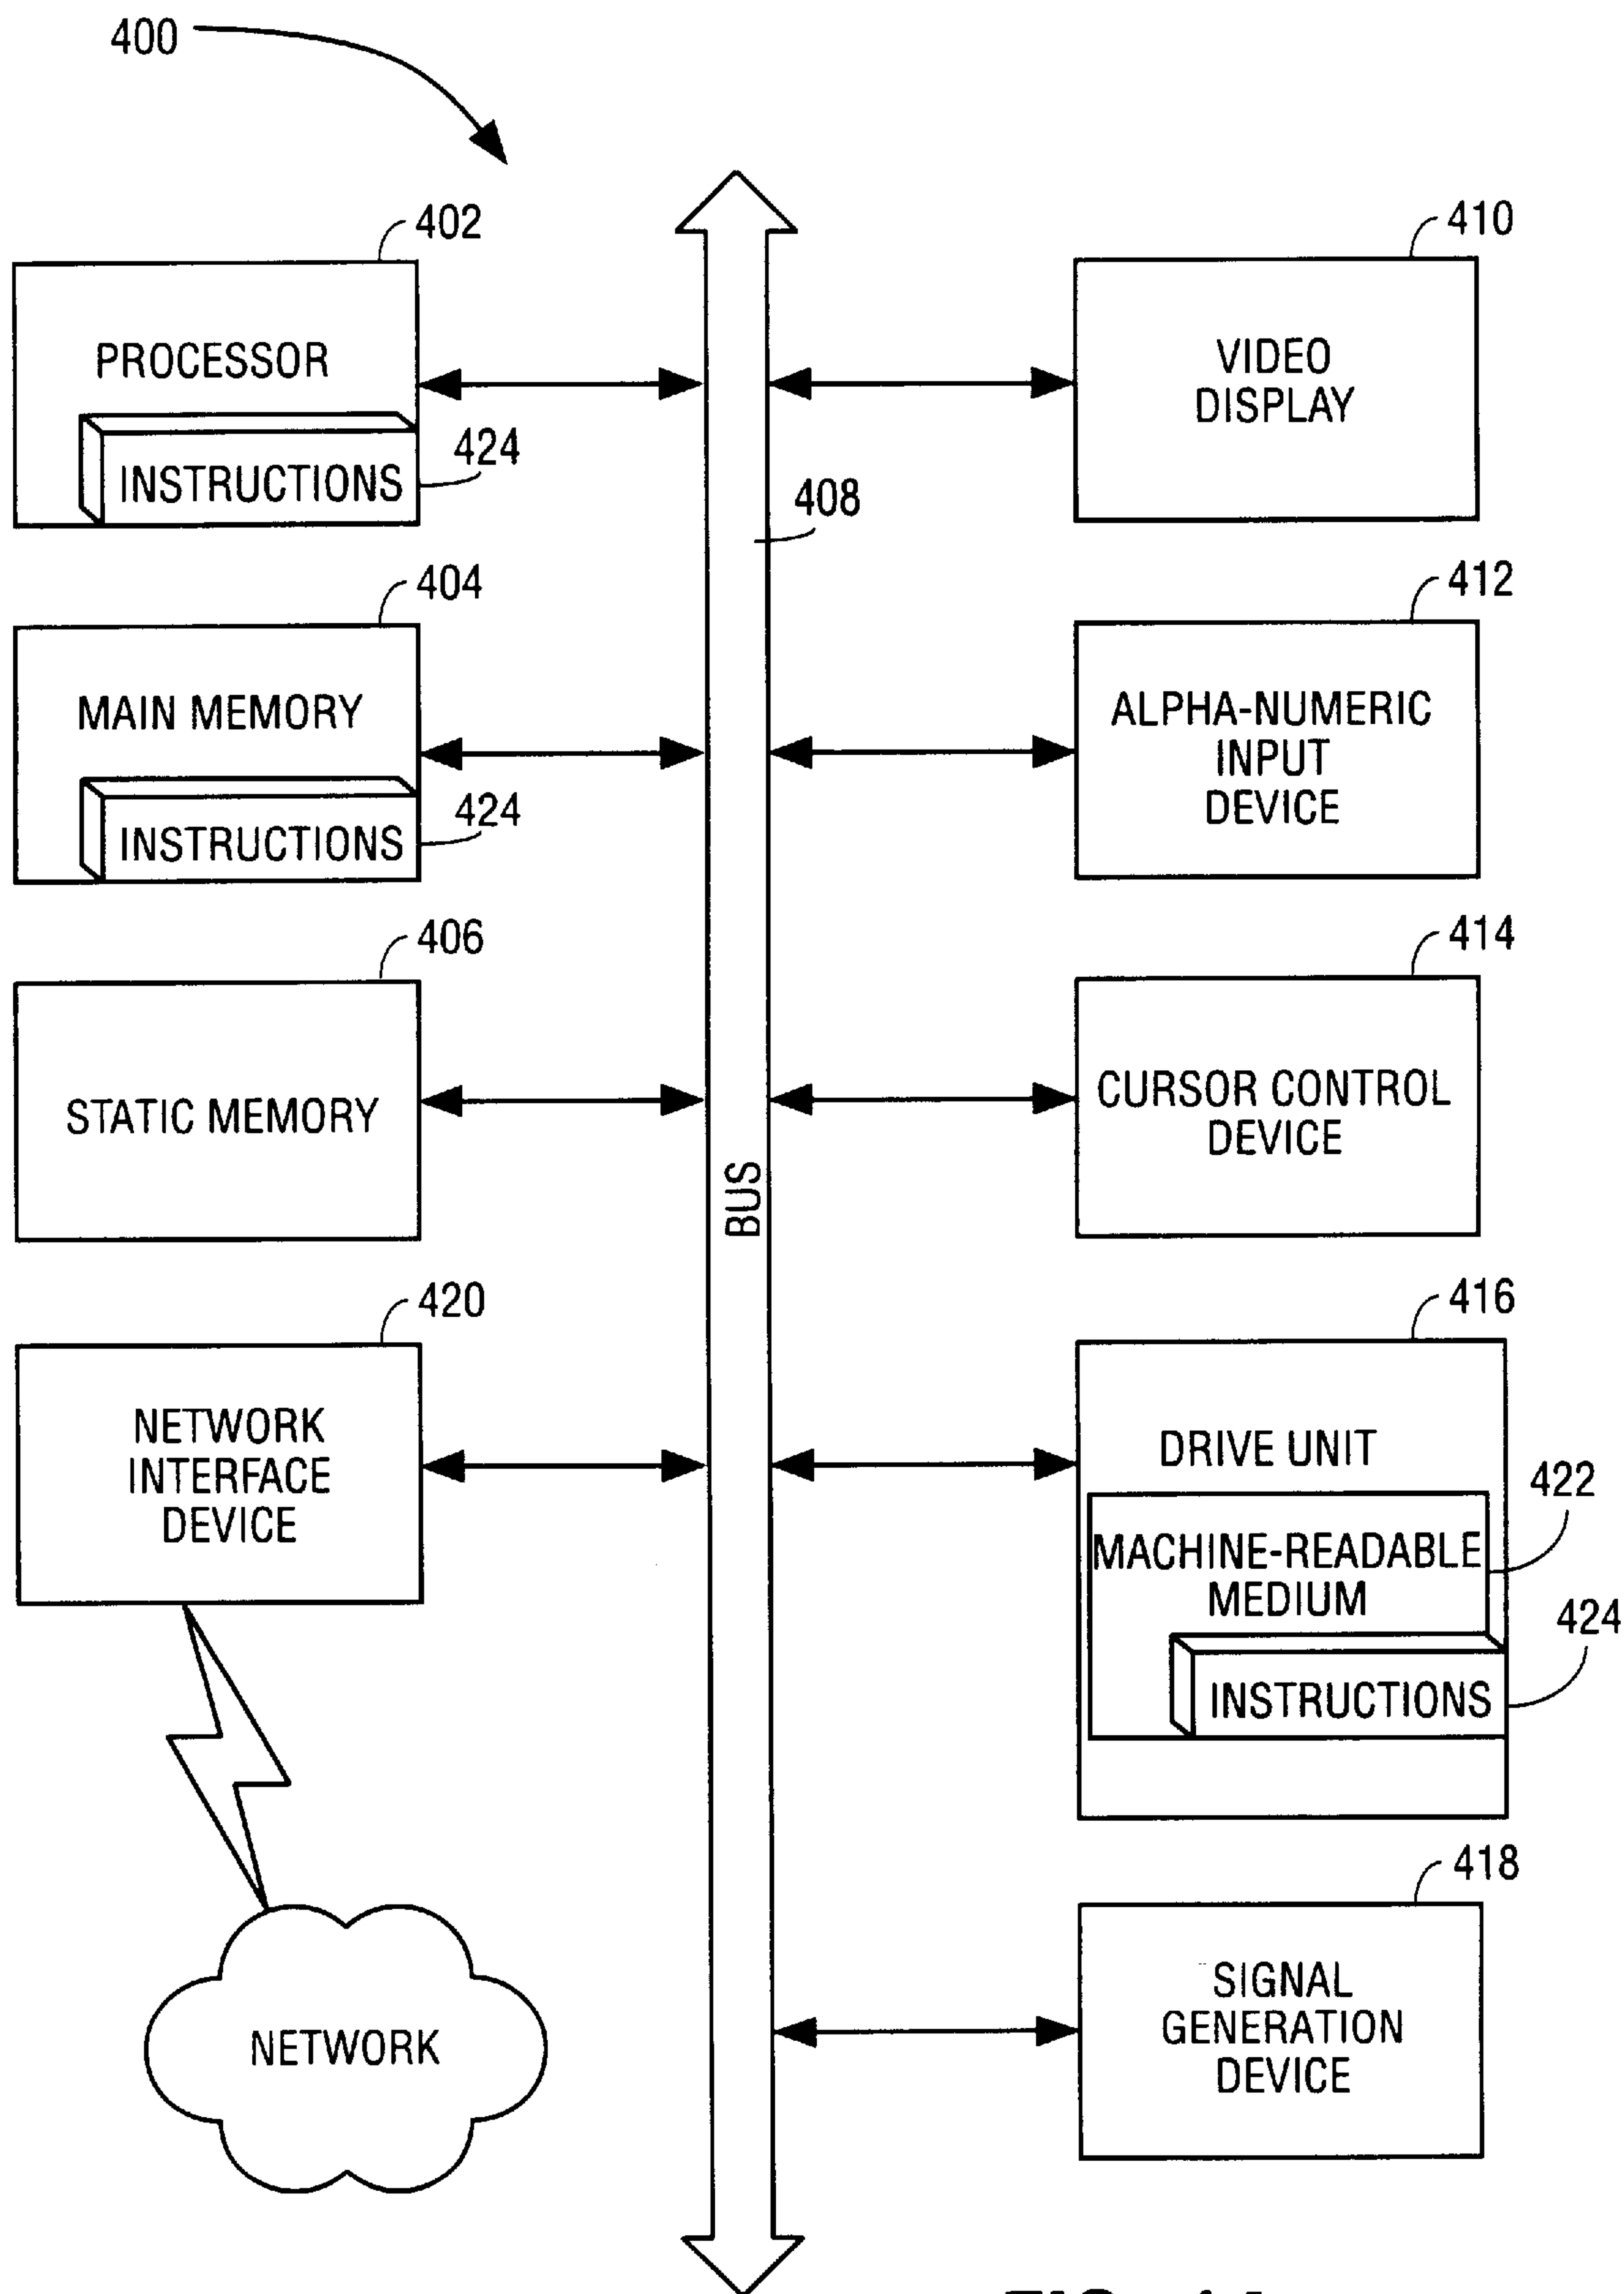 400
402
PROCESSOR
INSTRUCTIONS
424
404
MAIN MEMORY
INSTRUCTIONS
424
406
STATIC MEMORY
420
NETWORK
INTERFACE
DEVICE
NETWORK
408
BUS
410
VIDEO
DISPLAY
412
ALPHA-NUMERIC
INPUT
DEVICE
414
CURSOR CONTROL
DEVICE
416
DRIVE UNIT
422
MACHINE-READABLE
MEDIUM
424
INSTRUCTIONS
418
SIGNAL
GENERATION
DEVICE